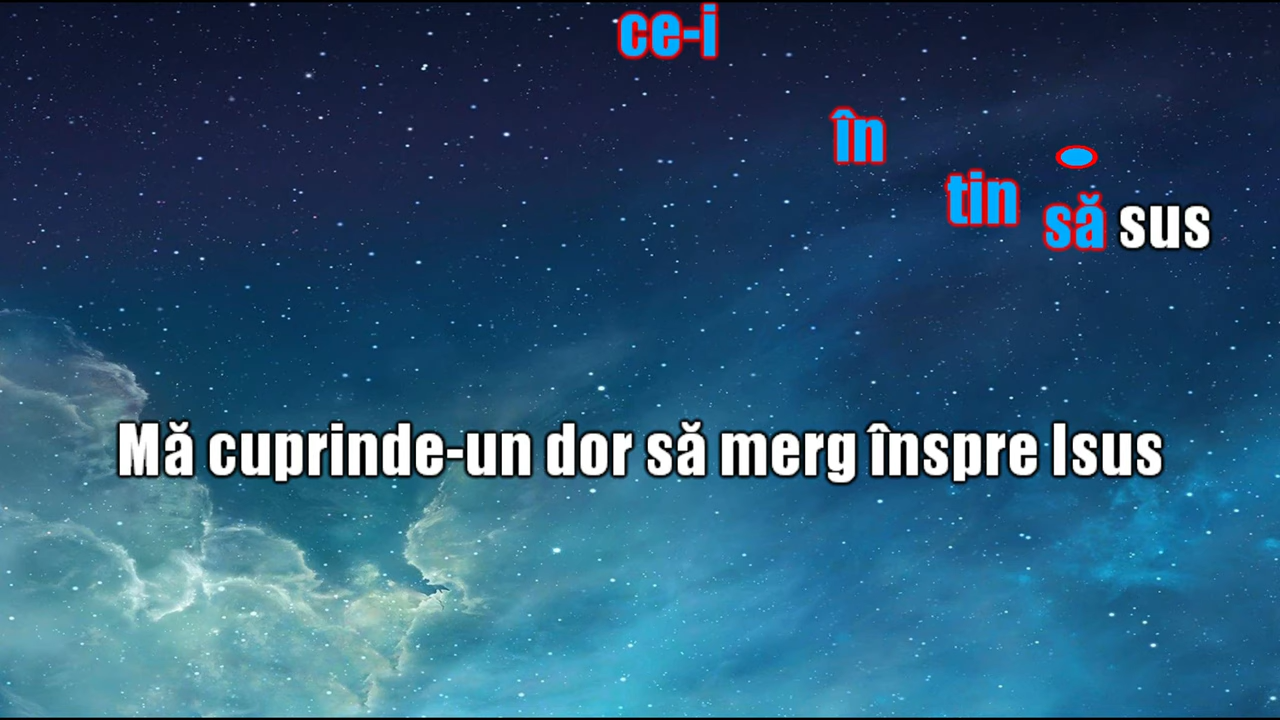 ce-i
în
tin
să sus
Mă cuprinde-un dor să merg înspre Isus